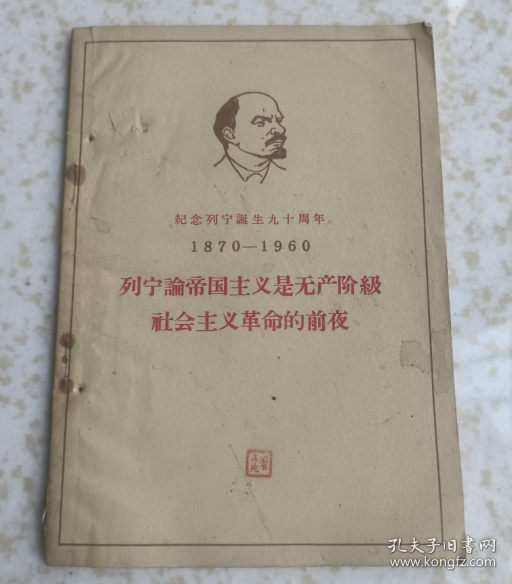 紀念列宁誕生九十周年
1870—1960
列宁論帝国主义是无产阶級
社会主义革命的前夜
孔夫子旧书网
www.kongfz.com